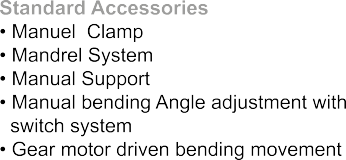 Standard Accessories
• Manuel  Clamp
• Mandrel System
• Manual Support
• Manual bending Angle adjustment with
switch system
• Gear motor driven bending movement